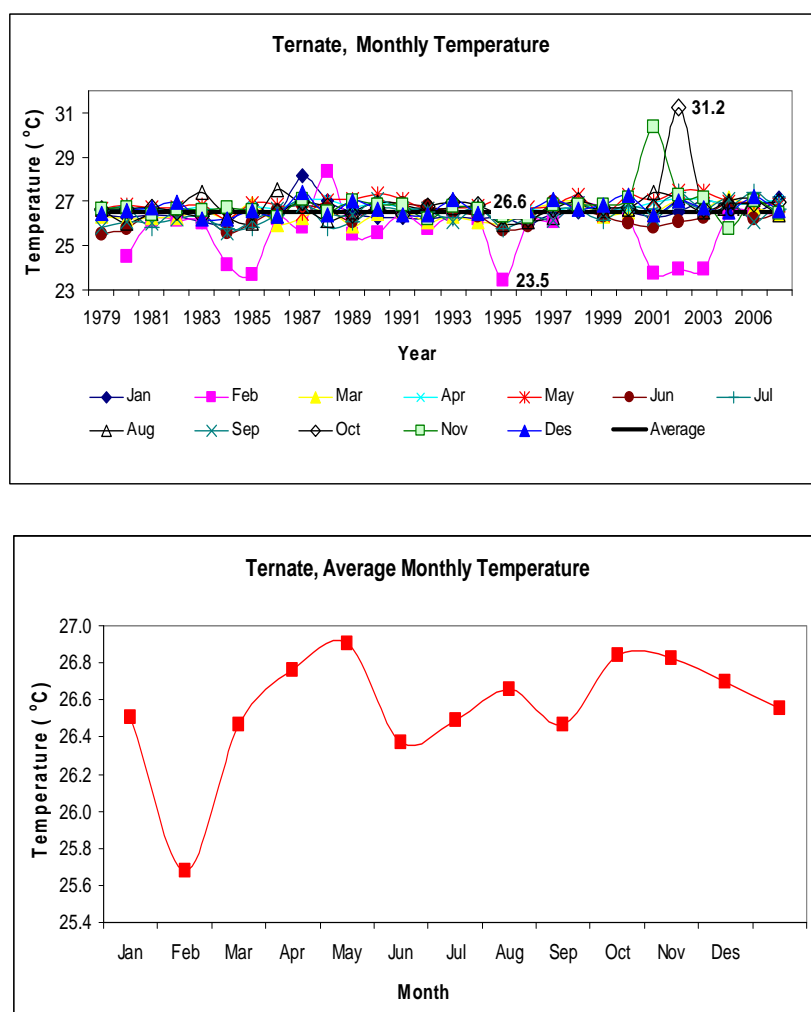 Ternate, Monthly Temperature
Temperature ( °C)
31
29
27
25
23
31.2
26.6
23.5
1979 1981 1983 1985 1987 1989 1991 1993 1995 1997 1999 2001 2003 2006
Year
Jan Feb Mar Apr May Jun Jul
Aug Sep Oct Nov Des Average
Ternate, Average Monthly Temperature
Temperature ( °C)
27.0
26.8
26.6
26.4
26.2
26.0
25.8
25.6
25.4
Jan Feb Mar Apr May Jun Jul Aug Sep Oct Nov Des
Month